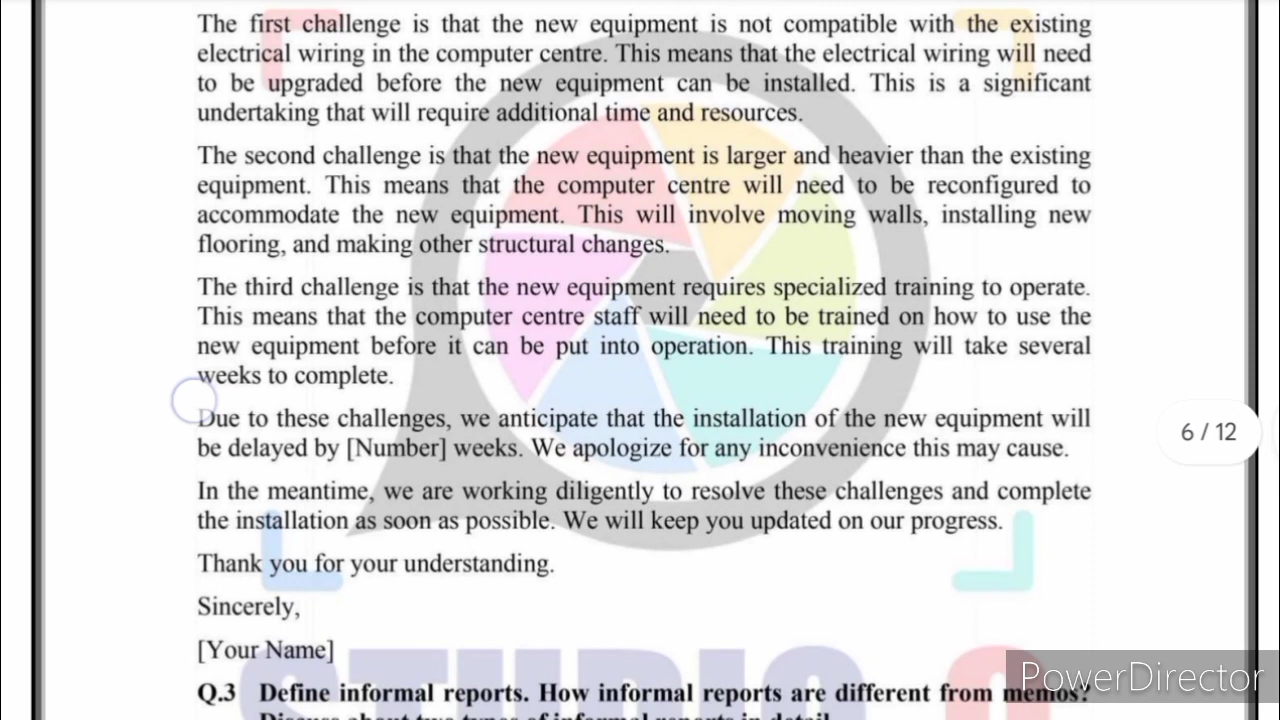 The first challenge is that the new equipment is not compatible with the existing
electrical wiring in the computer centre. This means that the electrical wiring will need
to be upgraded before the new equipment can be installed. This is a significant
undertaking that will require additional time and resources.
The second challenge is that the new equipment is larger and heavier than the existing
equipment. This means that the computer centre will need to be reconfigured to
accommodate the new equipment. This will involve moving walls, installing new
flooring, and making other structural changes.
The third challenge is that the new equipment requires specialized training to operate.
This means that the computer centre staff will need to be trained on how to use the
new equipment before it can be put into operation. This training will take several
weeks to complete.
Due to these challenges, we anticipate that the installation of the new equipment will
be delayed by [Number] weeks. We apologize for any inconvenience this may cause.
6 / 12
In the meantime, we are working diligently to resolve these challenges and complete
the installation as soon as possible. We will keep you updated on our progress.
Thank you for your understanding.
Sincerely,
[Your Name]
STUDIO 9
PowerDirector
Q.3 Define informal reports. How informal reports are different from memos?
Discuss about two types of informal reports in detail